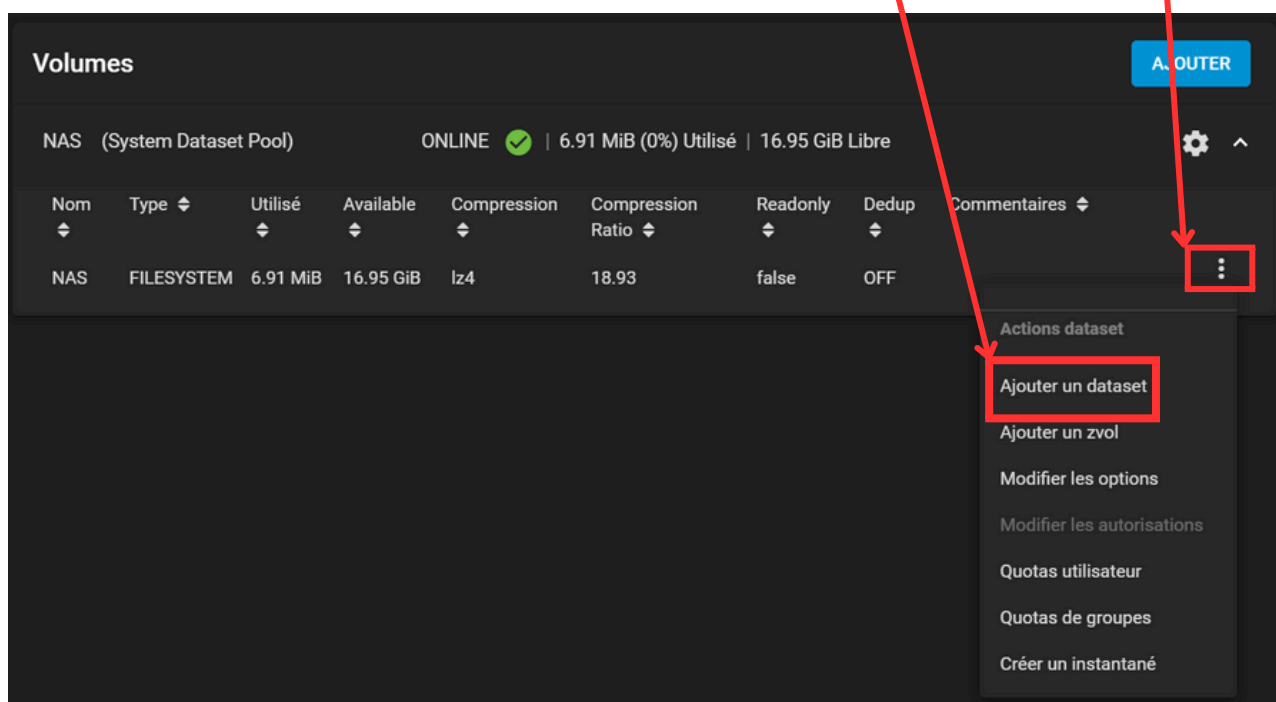 Volumes
AJOUTER
NAS (System Dataset Pool) ONLINE | 6.91 MiB (0%) Utilisé | 16.95 GiB Libre
Nom Type Utilisé Available Compression Compression Ratio Readonly Dedup Commentaires
NAS FILESYSTEM 6.91 MiB 16.95 GiB lz4 18.93 false OFF
Actions dataset
Ajouter un dataset
Ajouter un zvol
Modifier les options
Modifier les autorisations
Quotas utilisateur
Quotas de groupes
Créer un instantané